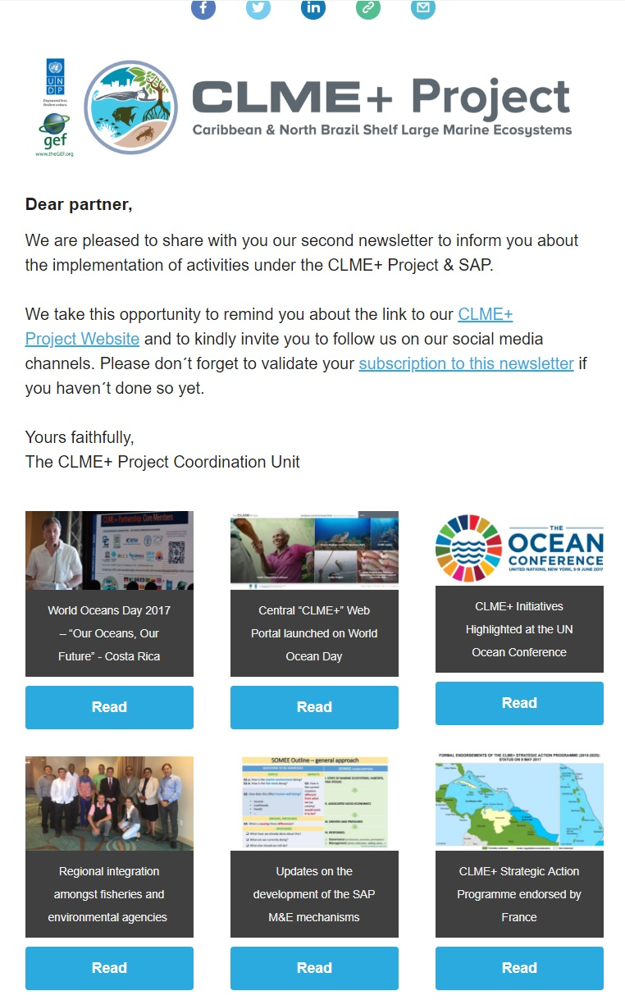 in
UNDP
Empowered lives.
Resilient nations.
gef
www.theGEF.org
CLME+ Project
Caribbean & North Brazil Shelf Large Marine Ecosystems
Dear partner,
We are pleased to share with you our second newsletter to inform you about
the implementation of activities under the CLME+ Project & SAP.
We take this opportunity to remind you about the link to our CLME+
Project Website and to kindly invite you to follow us on our social media
channels. Please don´t forget to validate your subscription to this newsletter if
you haven´t done so yet.
Yours faithfully,
The CLME+ Project Coordination Unit
CLME+ Partnership: Core Members
THE
OCEAN
CONFERENCE
UNITED NATIONS, NEW YORK, 5-9 JUNE 2017
World Oceans Day 2017
– “Our Oceans, Our
Future” - Costa Rica
Central “CLME+” Web
Portal launched on World
Ocean Day
CLME+ Initiatives
Highlighted at the UN
Ocean Conference
Read
Read
Read
SOMEE Outline – general approach
FORMAL ENDORSEMENTS OF THE CLME+ STRATEGIC ACTION PROGRAMME (2015-2025):
STATUS ON 9 MAY 2017
Regional integration
amongst fisheries and
environmental agencies
Updates on the
development of the SAP
M&E mechanisms
CLME+ Strategic Action
Programme endorsed by
France
Read
Read
Read